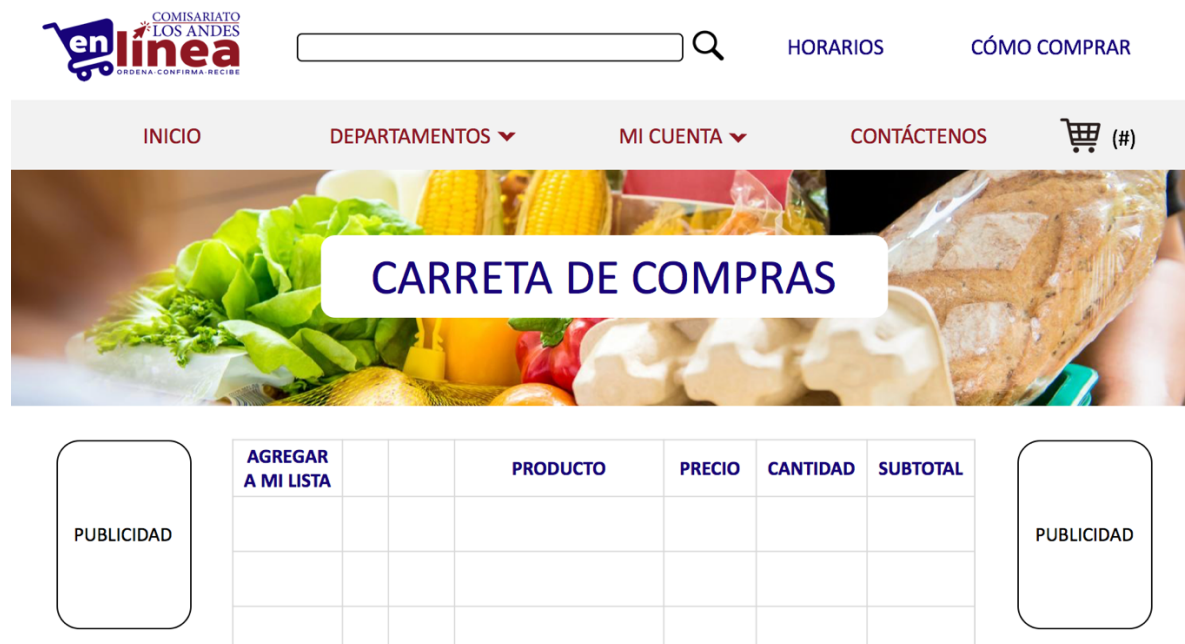 COMISARIATO
LOS ANDES
en línea
ORDENA-CONFIRMA-RECIBE
HORARIOS
CÓMO COMPRAR
INICIO
DEPARTAMENTOS
MI CUENTA
CONTÁCTENOS
(#)
CARRETA DE COMPRAS
PUBLICIDAD
AGREGAR
A MI LISTA
PRODUCTO
PRECIO
CANTIDAD
SUBTOTAL
PUBLICIDAD